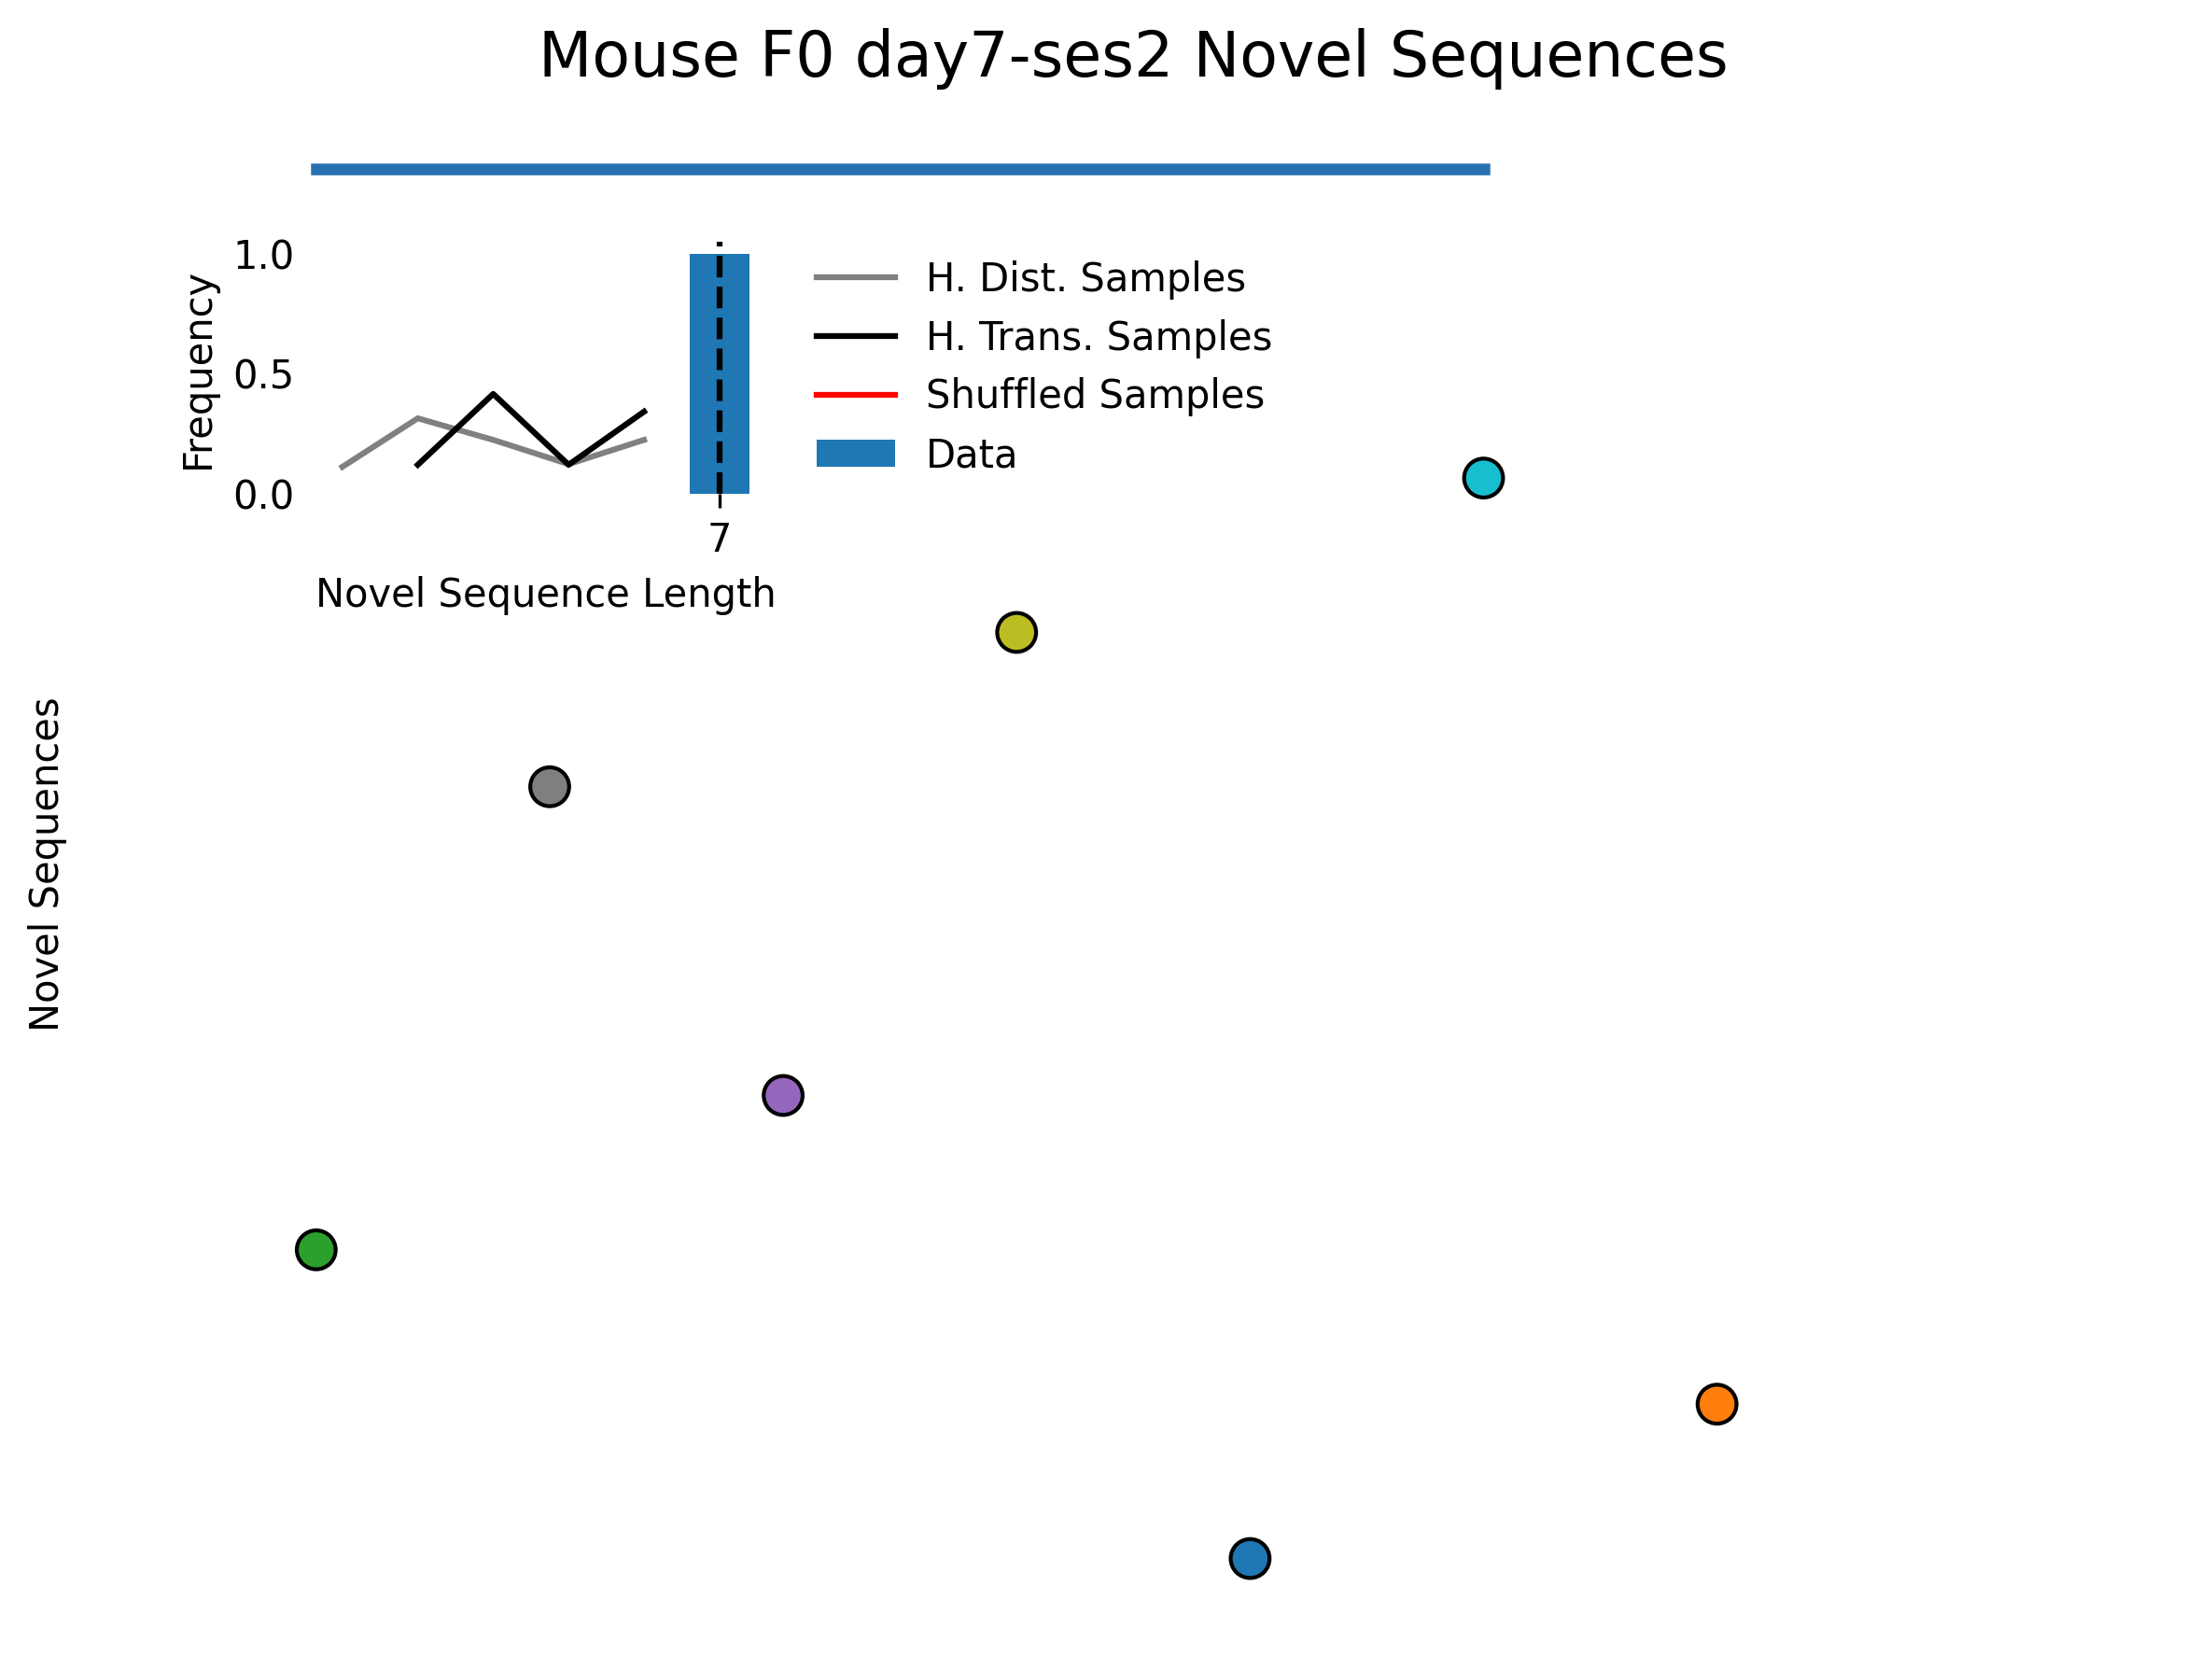 Mouse F0 day7-ses2 Novel Sequences
Frequency
1.0
0.5
0.0
7
Novel Sequence Length
H. Dist. Samples
H. Trans. Samples
Shuffled Samples
Data
Novel Sequences